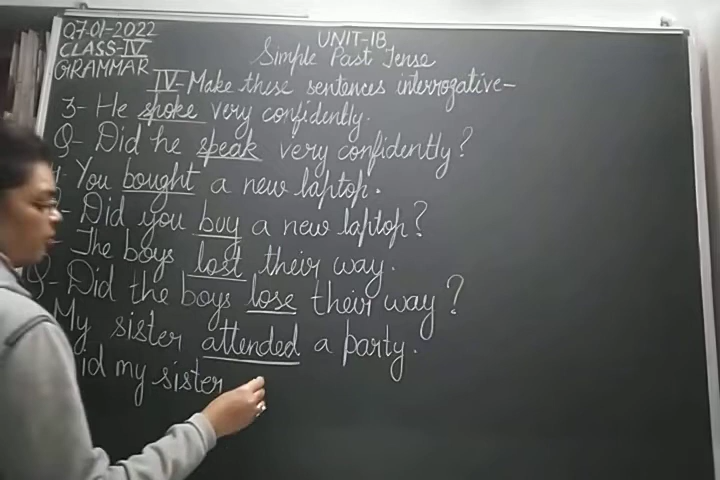 07-01-2022
CLASS-IV
GRAMMAR
UNIT-1B
Simple Past Tense
IV-Make these sentences interrogative-
3- He spoke very confidently.
Q- Did he speak very confidently?
You bought a new laptop.
- Did you buy a new laptop?
- The boys lost their way.
Q- Did the boys lose their way?
My sister attended a party.
id my sister